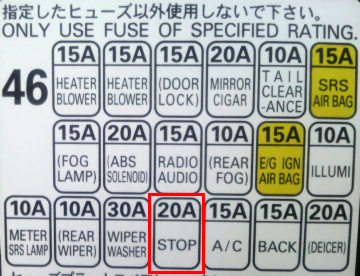 指定したヒューズ以外使用しないで下さい。
ONLY USE FUSE OF SPECIFIED RATING.
46
15A 15A 15A 20A 10A 15A
HEATER BLOWER
HEATER BLOWER
(DOOR LOCK)
MIRROR CIGAR
TAIL CLEAR -ANCE
SRS AIR BAG
15A 20A 15A 10A 15A 10A
(FOG LAMP)
(ABS SOLENOID)
RADIO AUDIO
(REAR FOG)
E/G IGN AIR BAG
ILLUMI
10A 10A 30A 20A 15A 15A 20A
METER SRS LAMP
(REAR WIPER)
WIPER WASHER
STOP
A/C
BACK
(DEICER)